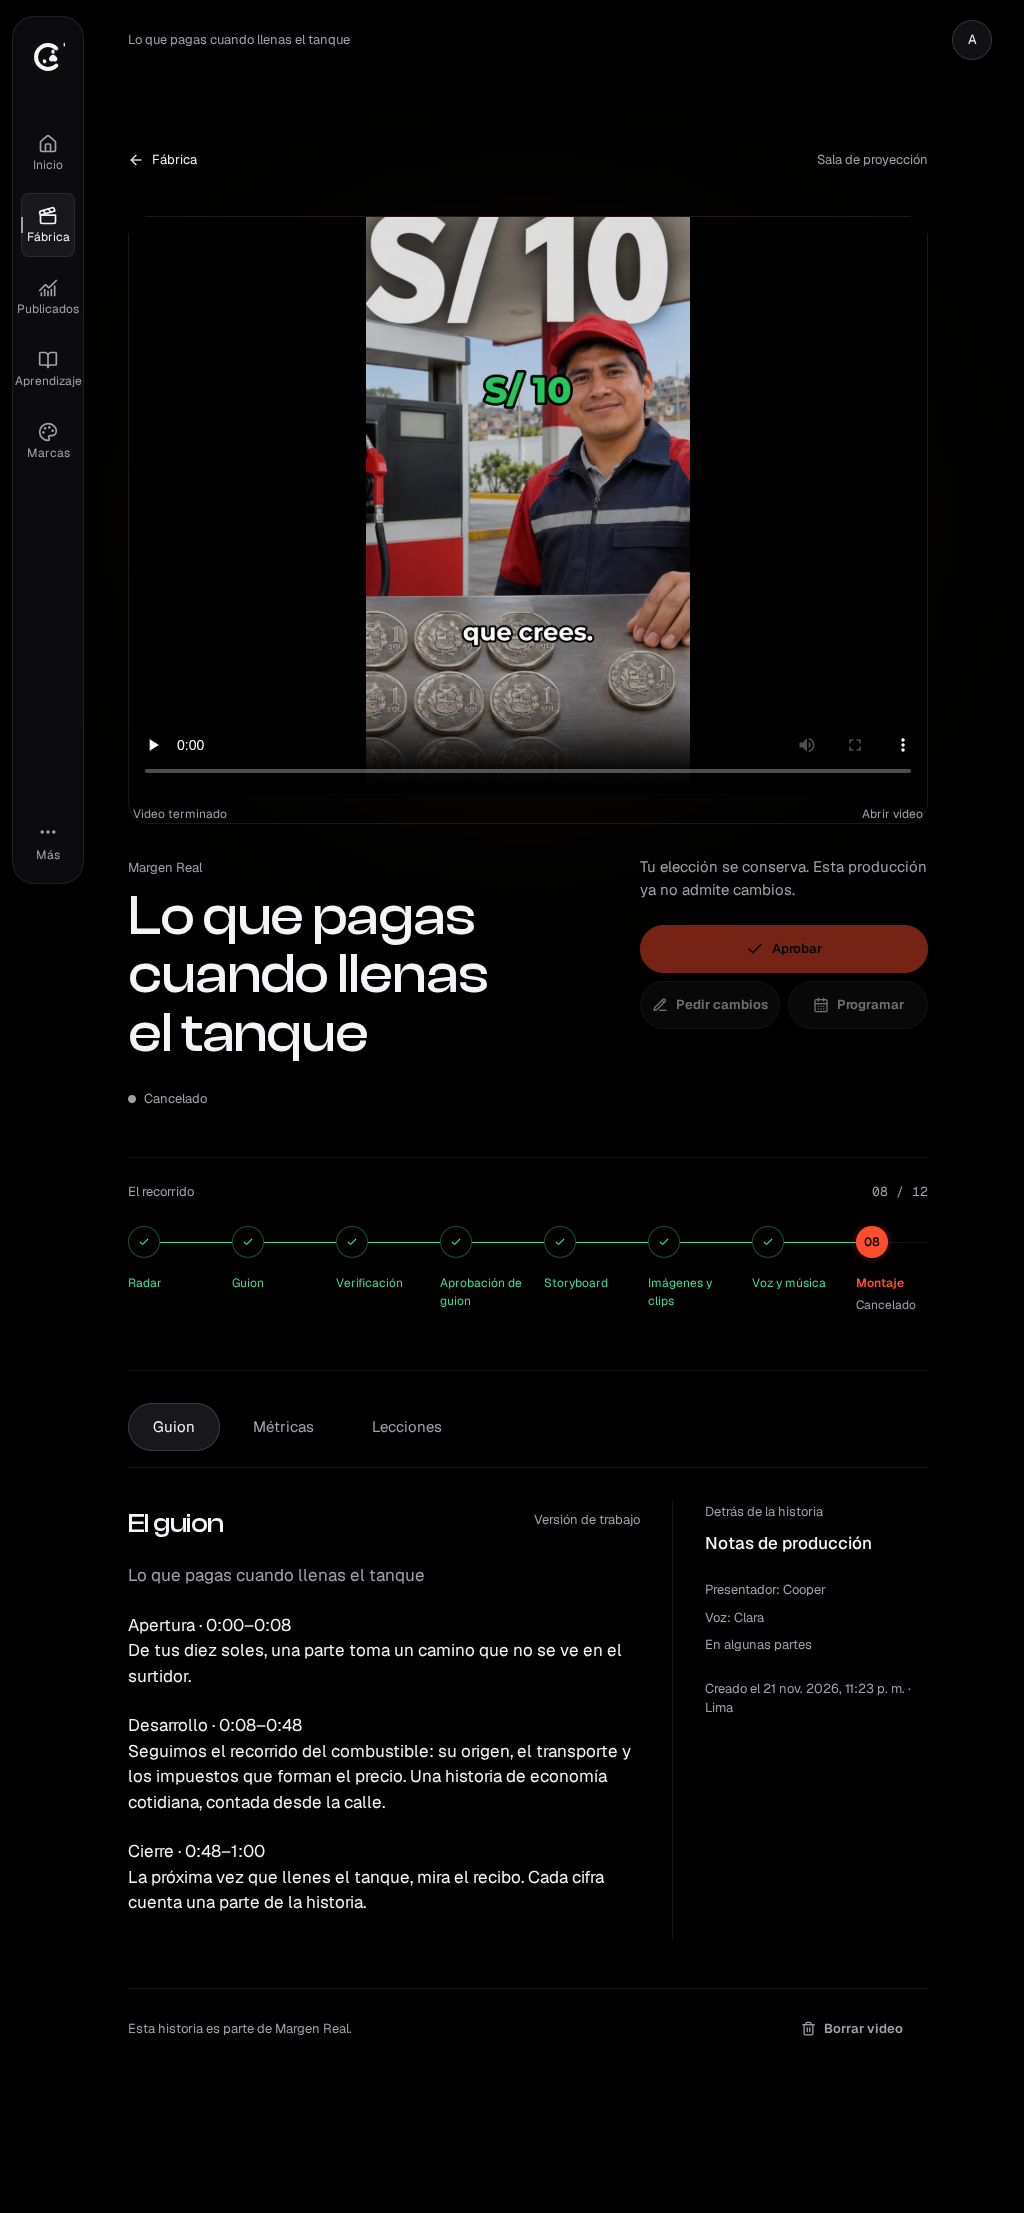 Lo que pagas cuando llenas el tanque
A
Inicio
Fábrica
Publicados
Aprendizaje
Marcas
Más
Fábrica
Sala de proyección
S/ 10
S/ 10
que crees.
0:00
Video terminado
Abrir video
Margen Real
Lo que pagas
cuando llenas
el tanque
Cancelado
Tu elección se conserva. Esta producción
ya no admite cambios.
Aprobar
Pedir cambios
Programar
El recorrido
08 / 12
08
Radar
Guion
Verificación
Aprobación de
guion
Storyboard
Imágenes y
clips
Voz y música
Montaje
Cancelado
Guion
Métricas
Lecciones
El guion
Versión de trabajo
Lo que pagas cuando llenas el tanque
Apertura · 0:00–0:08
De tus diez soles, una parte toma un camino que no se ve en el
surtidor.
Desarrollo · 0:08–0:48
Seguimos el recorrido del combustible: su origen, el transporte y
los impuestos que forman el precio. Una historia de economía
cotidiana, contada desde la calle.
Cierre · 0:48–1:00
La próxima vez que llenes el tanque, mira el recibo. Cada cifra
cuenta una parte de la historia.
Detrás de la historia
Notas de producción
Presentador: Cooper
Voz: Clara
En algunas partes
Creado el 21 nov. 2026, 11:23 p. m. ·
Lima
Esta historia es parte de Margen Real.
Borrar video